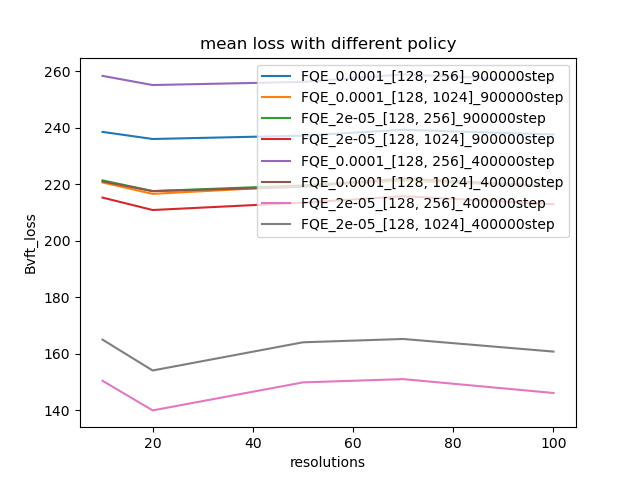 mean loss with different policy
260
240
220
200
180
160
140
Bvft_loss
FQE_0.0001_[128, 256]_900000step
FQE_0.0001_[128, 1024]_900000step
FQE_2e-05_[128, 256]_900000step
FQE_2e-05_[128, 1024]_900000step
FQE_0.0001_[128, 256]_400000step
FQE_0.0001_[128, 1024]_400000step
FQE_2e-05_[128, 256]_400000step
FQE_2e-05_[128, 1024]_400000step
20 40 60 80 100
resolutions